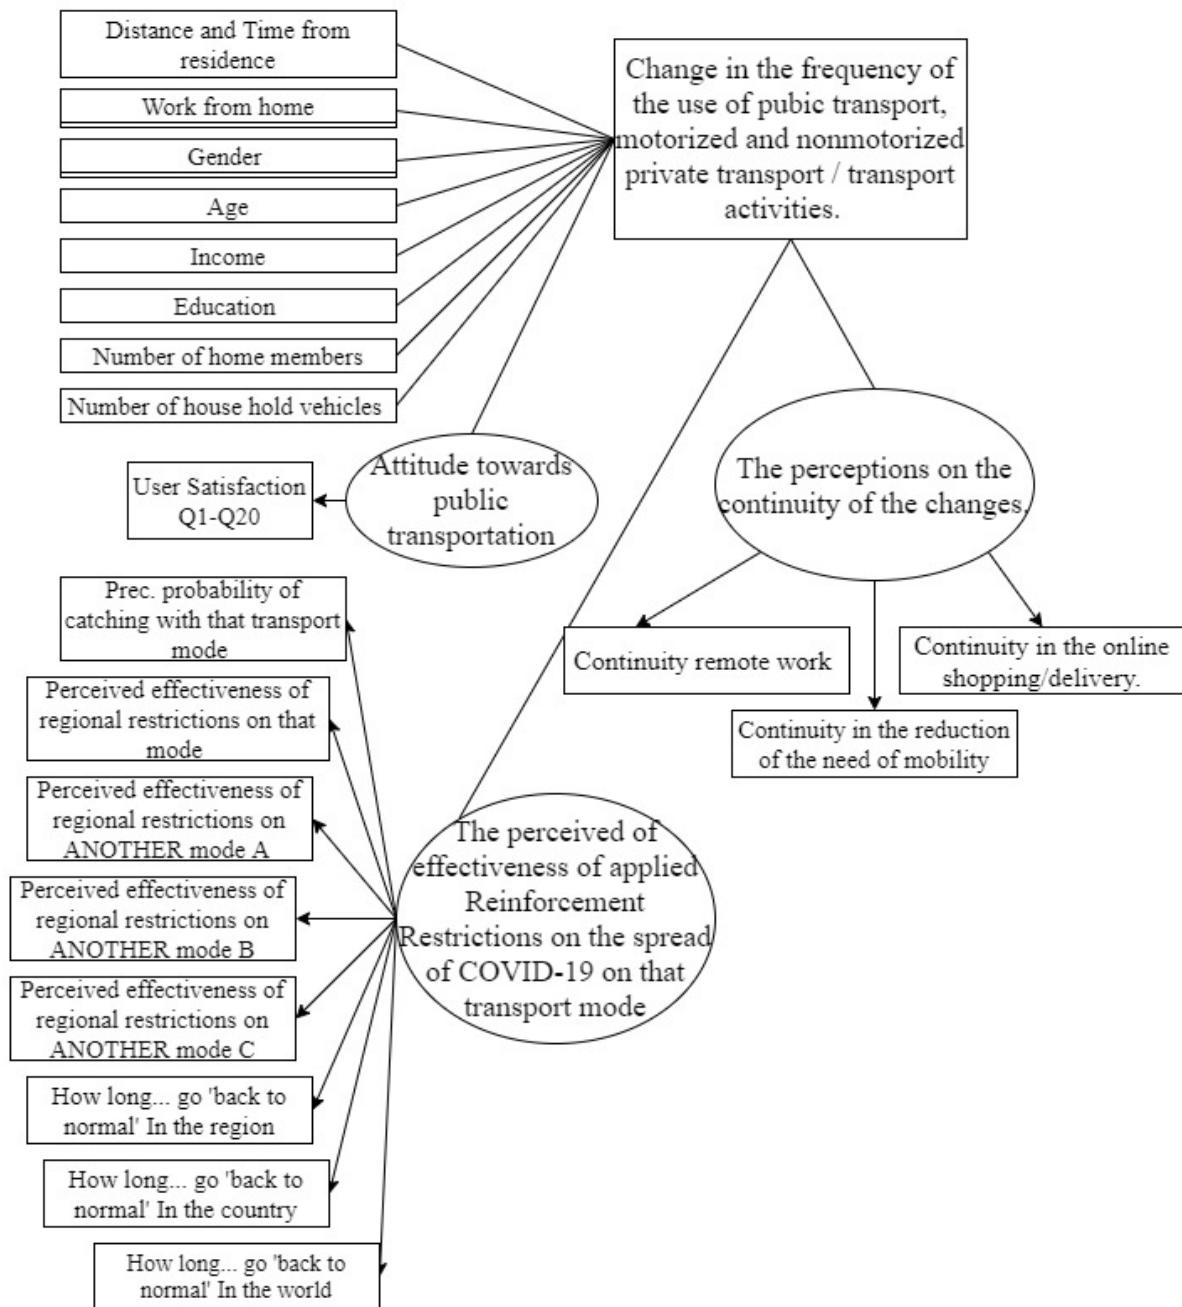 Distance and Time from
residence
Work from home
Gender
Age
Income
Education
Number of home members
Number of house hold vehicles
Change in the frequency of
the use of pubic transport,
motorized and nonmotorized
private transport / transport
activities.
User Satisfaction
Q1-Q20
Attitude towards
public
transportation
The perceptions on the
continuity of the changes.
Continuity remote work
Continuity in the online
shopping/delivery.
Continuity in the reduction
of the need of mobility
Prec. probability of
catching with that transport
mode
Perceived effectiveness of
regional restrictions on that
mode
Perceived effectiveness of
regional restrictions on
ANOTHER mode A
Perceived effectiveness of
regional restrictions on
ANOTHER mode B
Perceived effectiveness of
regional restrictions on
ANOTHER mode C
How long... go 'back to
normal' In the region
How long... go 'back to
normal' In the country
How long... go 'back to
normal' In the world
The perceived of
effectiveness of applied
Reinforcement
Restrictions on the spread
of COVID-19 on that
transport mode